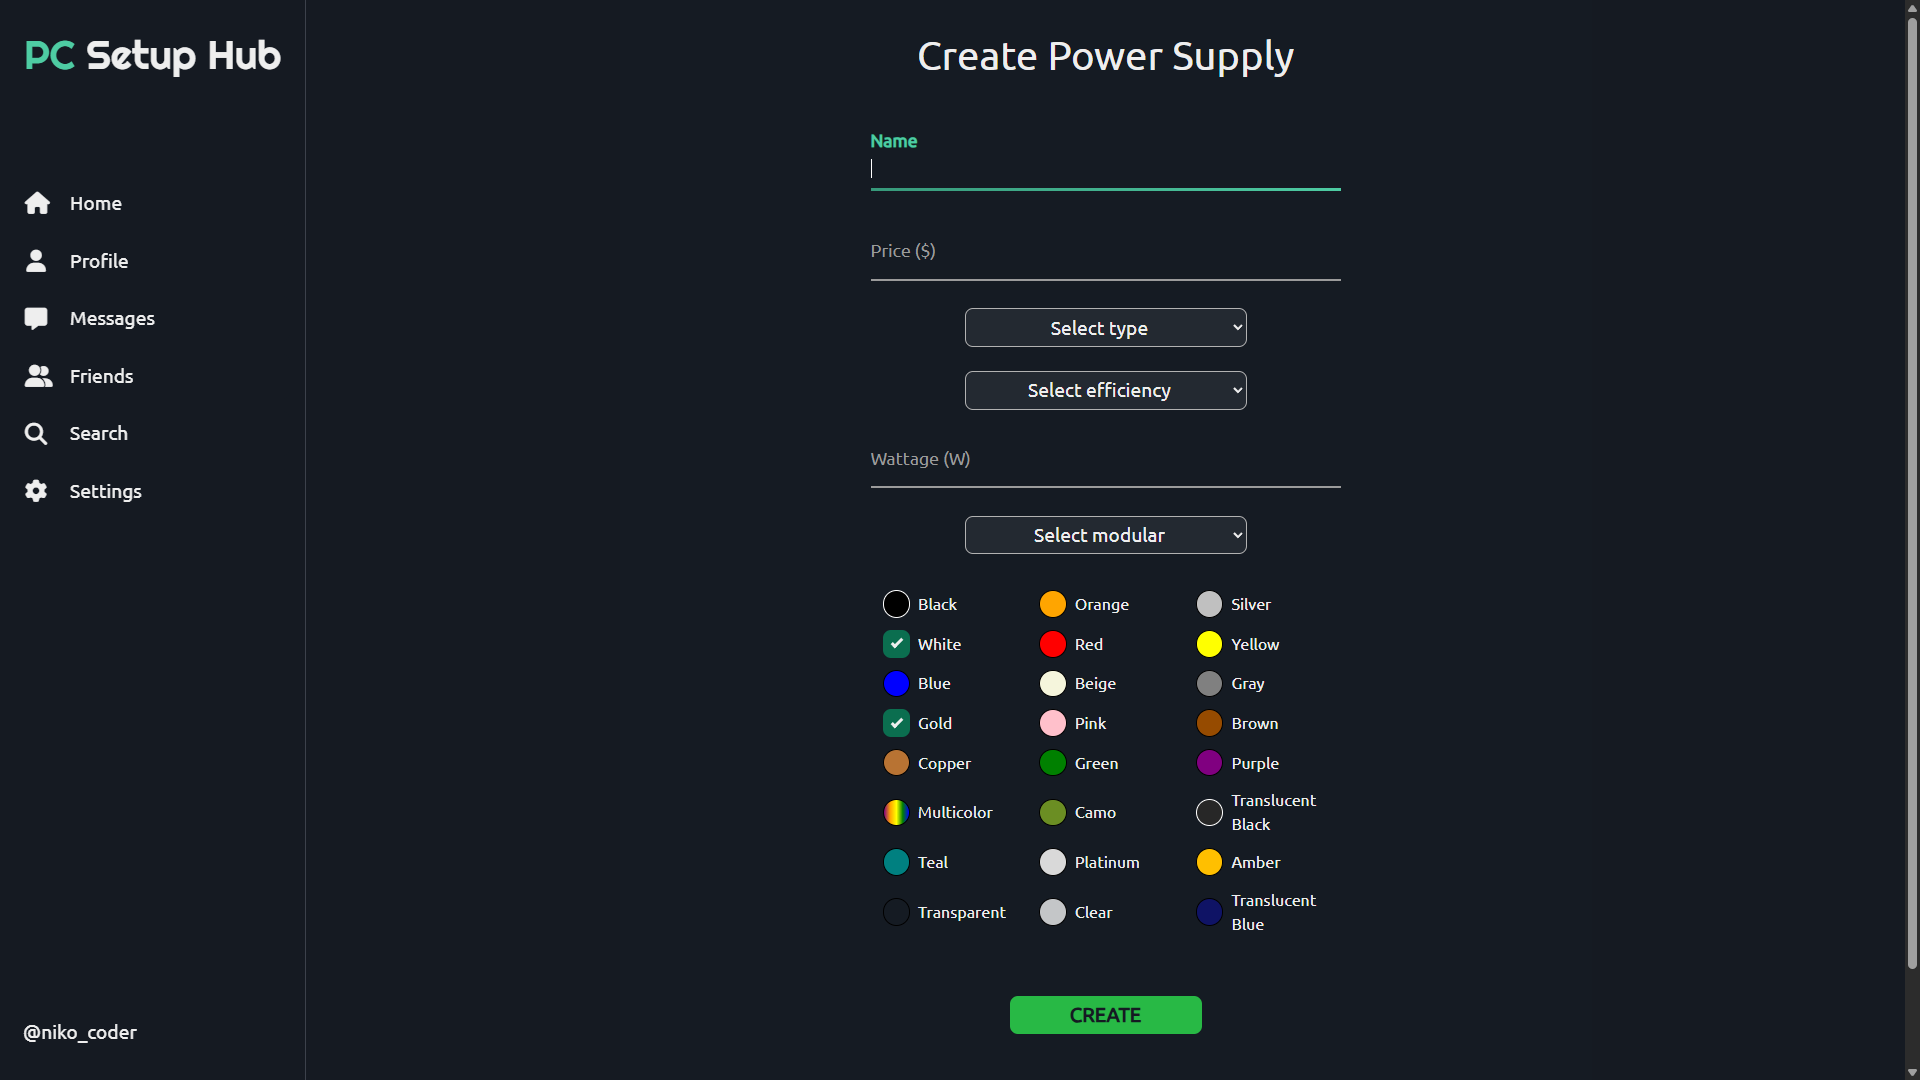 PC Setup Hub
Home
Profile
Messages
Friends
Search
Settings
@niko_coder
Create Power Supply
Name
Price ($)
Select type
Select efficiency
Wattage (W)
Select modular
Black
Orange
Silver
White
Red
Yellow
Blue
Beige
Gray
Gold
Pink
Brown
Copper
Green
Purple
Multicolor
Camo
Translucent
Black
Teal
Platinum
Amber
Transparent
Clear
Translucent
Blue
CREATE